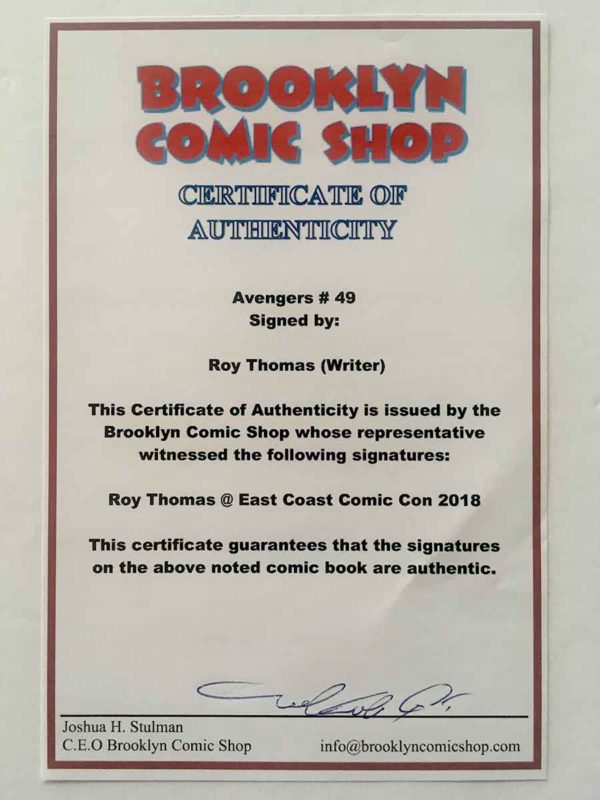 BROOKLYN
COMIC SHOP
CERTIFICATE OF
AUTHENTICITY
Avengers # 49
Signed by:
Roy Thomas (Writer)
This Certificate of Authenticity is issued by the
Brooklyn Comic Shop whose representative
witnessed the following signatures:
Roy Thomas @ East Coast Comic Con 2018
This certificate guarantees that the signatures
on the above noted comic book are authentic.
Joshua H. Stulman
C.E.O Brooklyn Comic Shop info@brooklyncomicshop.com